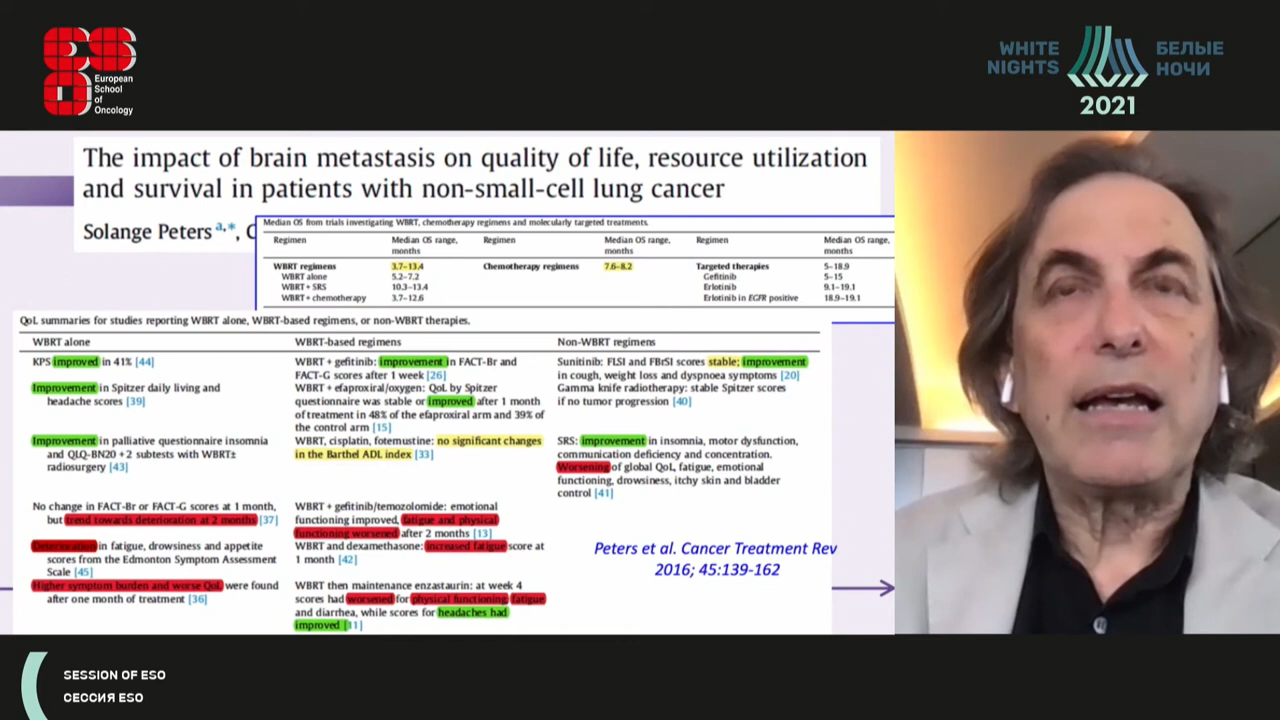 European
School
of
Oncology
WHITE
NIGHTS
БЕЛЫЕ
НОЧИ
2021
The impact of brain metastasis on quality of life, resource utilization
and survival in patients with non-small-cell lung cancer
Solange Peters a,*, C
Median OS from trials investigating WBRT, chemotherapy regimens and molecularly targeted treatments.
Regimen Median OS range, months Regimen Median OS range, months Regimen Median OS range, months
WBRT regimens 3.7–13.4 Chemotherapy regimens 7.6–8.2 Targeted therapies 5–18.9
WBRT alone 5.2–7.2 Gefitinib 5–15
WBRT + SRS 10.3–13.4 Erlotinib 9.1–19.1
WBRT + chemotherapy 3.7–12.6 Erlotinib in EGFR positive 18.9–19.1
QoL summaries for studies reporting WBRT alone, WBRT-based regimens, or non-WBRT therapies.
WBRT alone
KPS improved in 41% [44]
Improvement in Spitzer daily living and
headache scores [39]
Improvement in palliative questionnaire insomnia
and QLQ-BN20 + 2 subtests with WBRT±
radiosurgery [43]
No change in FACT-Br or FACT-G scores at 1 month,
but trend towards deterioration at 2 months [37]
Deterioration in fatigue, drowsiness and appetite
scores from the Edmonton Symptom Assessment
Scale [45]
Higher symptom burden and worse QoL were found
after one month of treatment [36]
WBRT-based regimens
WBRT + gefitinib: improvement in FACT-Br and
FACT-G scores after 1 week [26]
WBRT + efaproxiral/oxygen: QoL by Spitzer
questionnaire was stable or improved after 1 month
of treatment in 48% of the efaproxiral arm and 39% of
the control arm [15]
WBRT, cisplatin, fotemustine: no significant changes
in the Barthel ADL index [33]
WBRT + gefitinib/temozolomide: emotional
functioning improved, fatigue and physical
functioning worsened after 2 months [13]
WBRT and dexamethasone: increased fatigue score at
1 month [42]
WBRT then maintenance enzastaurin: at week 4
scores had worsened for physical functioning, fatigue
and diarrhea, while scores for headaches had
improved [11]
Non-WBRT regimens
Sunitinib: FLSI and FBrSI scores stable; improvement
in cough, weight loss and dyspnoea symptoms [20]
Gamma knife radiotherapy: stable Spitzer scores
if no tumor progression [40]
SRS: improvement in insomnia, motor dysfunction,
communication deficiency and concentration.
Worsening of global QoL, fatigue, emotional
functioning, drowsiness, itchy skin and bladder
control [41]
Peters et al. Cancer Treatment Rev
2016; 45:139-162
SESSION OF ESO
СЕССИЯ ESO